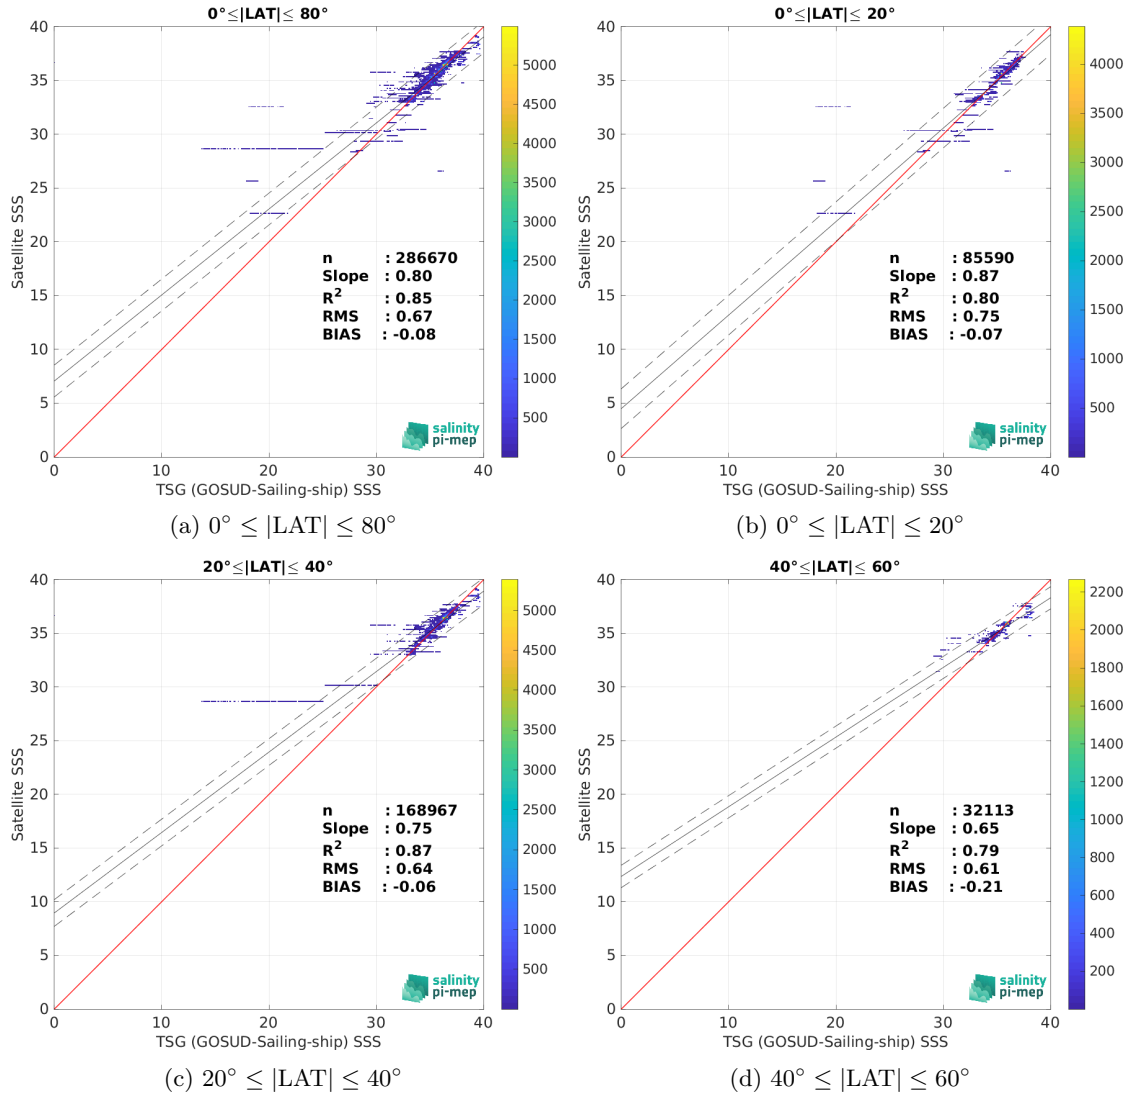 0°≤|LAT|≤ 80°
40
35
30
25
20
15
10
5
0
Satellite SSS
n : 286670
Slope : 0.80
R² : 0.85
RMS : 0.67
BIAS : -0.08
salinity
pi-mep
0 10 20 30 40
TSG (GOSUD-Sailing-ship) SSS
5000
4500
4000
3500
3000
2500
2000
1500
1000
500
(a) 0° ≤ |LAT| ≤ 80°
0°≤|LAT|≤ 20°
40
35
30
25
20
15
10
5
0
Satellite SSS
n : 85590
Slope : 0.87
R² : 0.80
RMS : 0.75
BIAS : -0.07
salinity
pi-mep
0 10 20 30 40
TSG (GOSUD-Sailing-ship) SSS
4000
3500
3000
2500
2000
1500
1000
500
(b) 0° ≤ |LAT| ≤ 20°
20°≤|LAT|≤ 40°
40
35
30
25
20
15
10
5
0
Satellite SSS
n : 168967
Slope : 0.75
R² : 0.87
RMS : 0.64
BIAS : -0.06
salinity
pi-mep
0 10 20 30 40
TSG (GOSUD-Sailing-ship) SSS
5000
4500
4000
3500
3000
2500
2000
1500
1000
500
(c) 20° ≤ |LAT| ≤ 40°
40°≤|LAT|≤ 60°
40
35
30
25
20
15
10
5
0
Satellite SSS
n : 32113
Slope : 0.65
R² : 0.79
RMS : 0.61
BIAS : -0.21
salinity
pi-mep
0 10 20 30 40
TSG (GOSUD-Sailing-ship) SSS
2200
2000
1800
1600
1400
1200
1000
800
600
400
200
(d) 40° ≤ |LAT| ≤ 60°